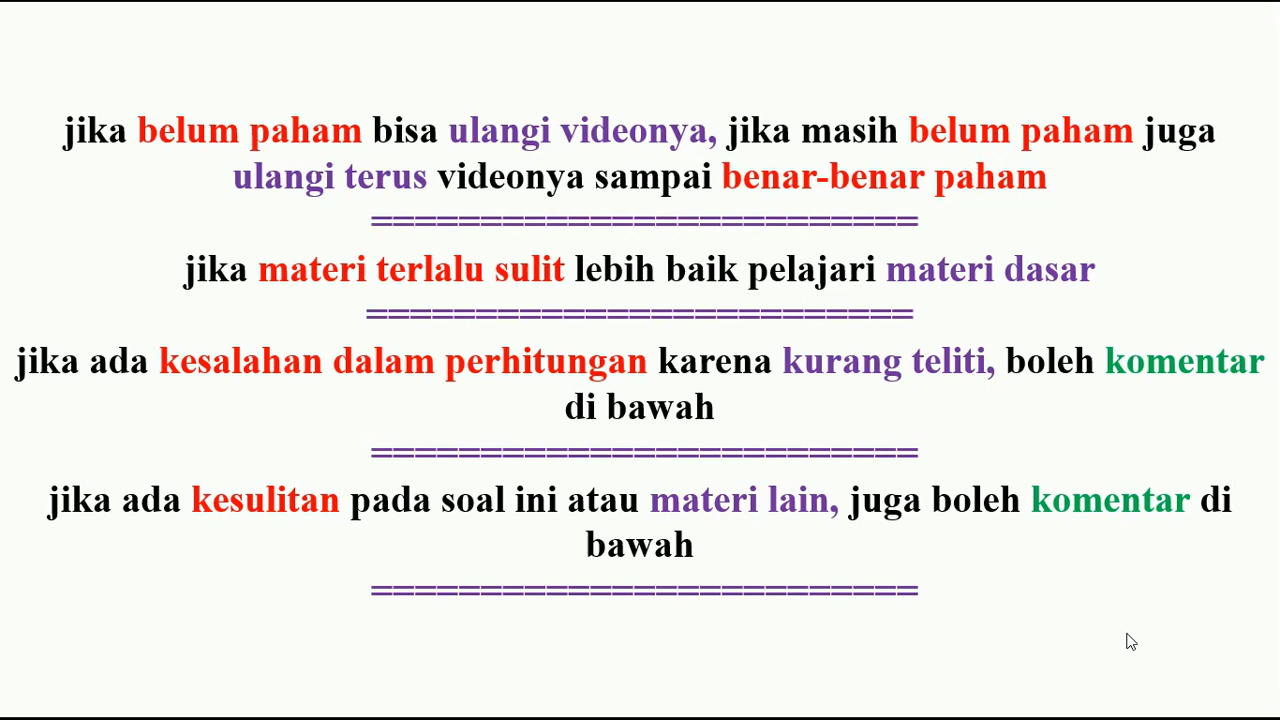 jika belum paham bisa ulangi videonya, jika masih belum paham juga
ulangi terus videonya sampai benar-benar paham
=========================
jika materi terlalu sulit lebih baik pelajari materi dasar
=========================
jika ada kesalahan dalam perhitungan karena kurang teliti, boleh komentar
di bawah
=========================
jika ada kesulitan pada soal ini atau materi lain, juga boleh komentar di
bawah
=========================